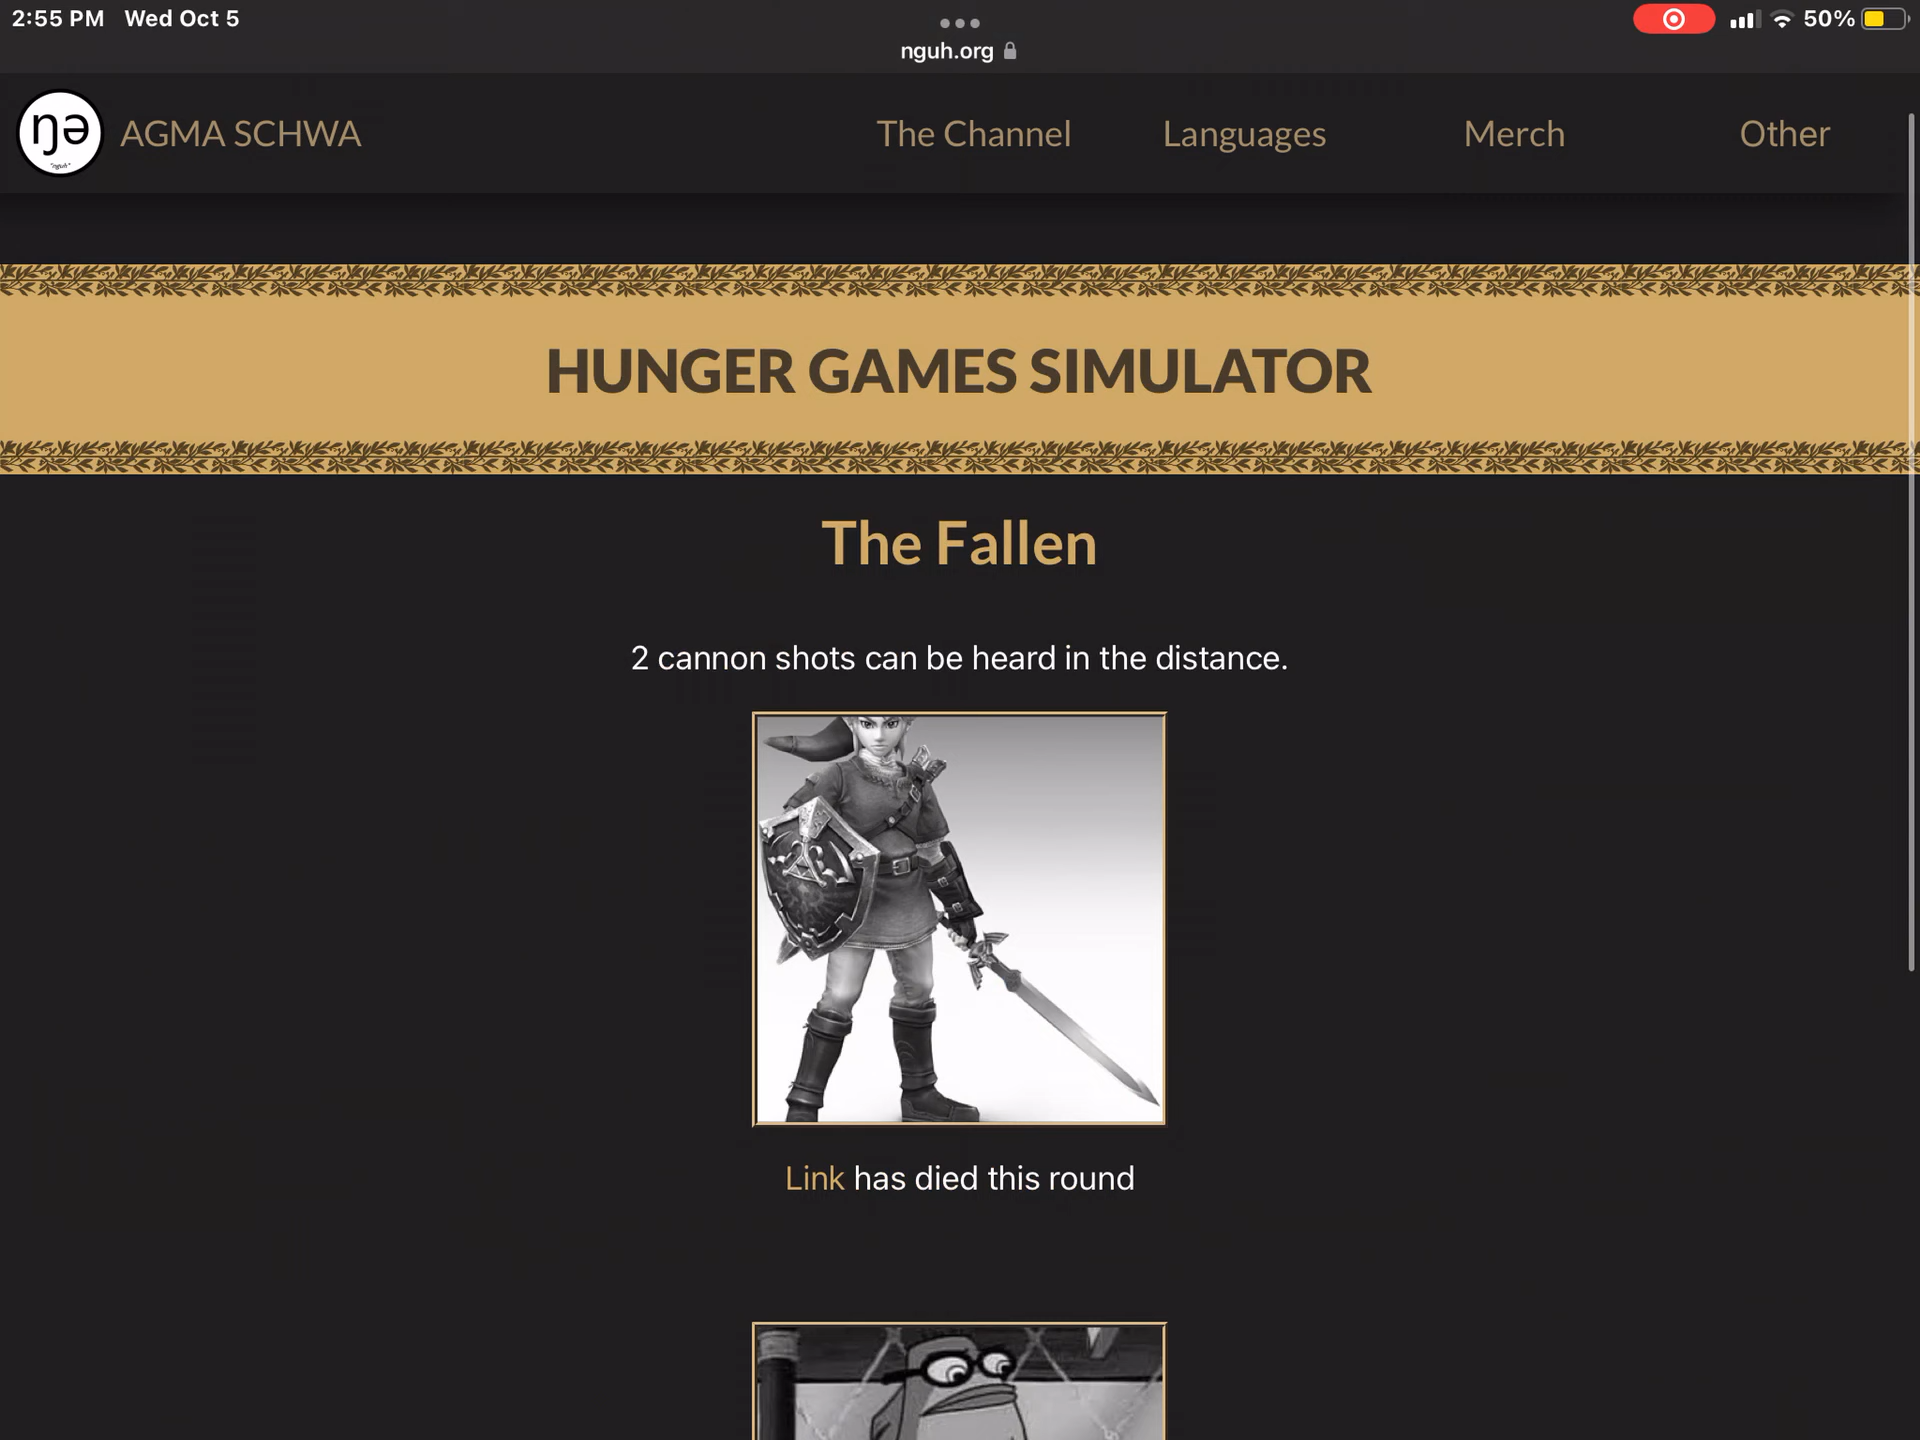 2:55 PM Wed Oct 5
50%
nguh.org
ŋə
"nguh"
AGMA SCHWA
The Channel
Languages
Merch
Other
HUNGER GAMES SIMULATOR
The Fallen
2 cannon shots can be heard in the distance.
Link has died this round